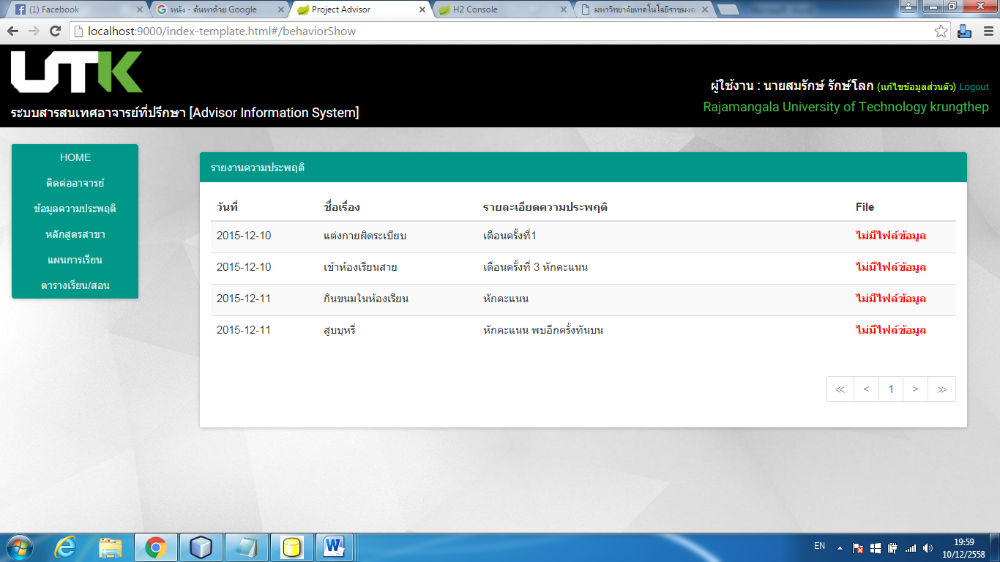 (1) Facebook
หนัง - ค้นหาด้วย Google
Project Advisor
H2 Console
มหาวิทยาลัยเทคโนโลยีราชมงค
localhost:9000/index-template.html#/behaviorShow
UTK
ระบบสารสนเทศอาจารย์ที่ปรึกษา [Advisor Information System]
ผู้ใช้งาน : นายสมรักษ์ รักษ์โลก (แก้ไขข้อมูลส่วนตัว) Logout
Rajamangala University of Technology krungthep
HOME
ติดต่ออาจารย์
ข้อมูลความประพฤติ
หลักสูตรสาขา
แผนการเรียน
ตารางเรียน/สอน
รายงานความประพฤติ
วันที่ ชื่อเรื่อง รายละเอียดความประพฤติ File
2015-12-10 แต่งกายผิดระเบียบ เตือนครั้งที่1 ไม่มีไฟล์ข้อมูล
2015-12-10 เข้าห้องเรียนสาย เตือนครั้งที่ 3 หักคะแนน ไม่มีไฟล์ข้อมูล
2015-12-11 กินขนมในห้องเรียน หักคะแนน ไม่มีไฟล์ข้อมูล
2015-12-11 สูบบุหรี่ หักคะแนน พบอีกครั้งทันบน ไม่มีไฟล์ข้อมูล
≪ < 1 > ≫
EN
19:59
10/12/2558